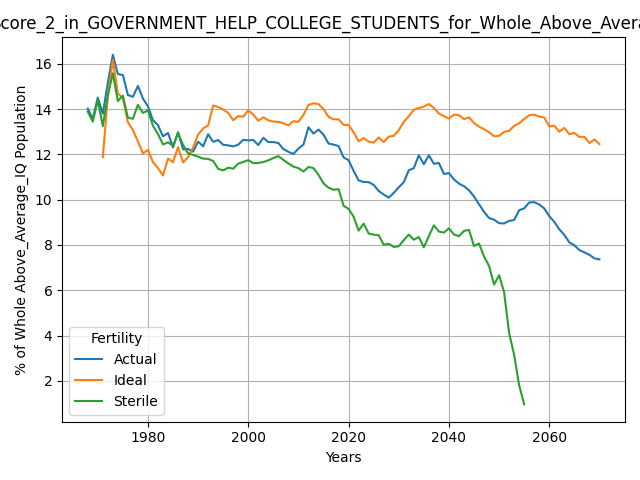 core_2_in_GOVERNMENT_HELP_COLLEGE_STUDENTS_for_Whole_Above_Avera
% of Whole Above_Average_IQ Population
16
14
12
10
8
6
4
2
Fertility
Actual
Ideal
Sterile
1980 2000 2020 2040 2060
Years